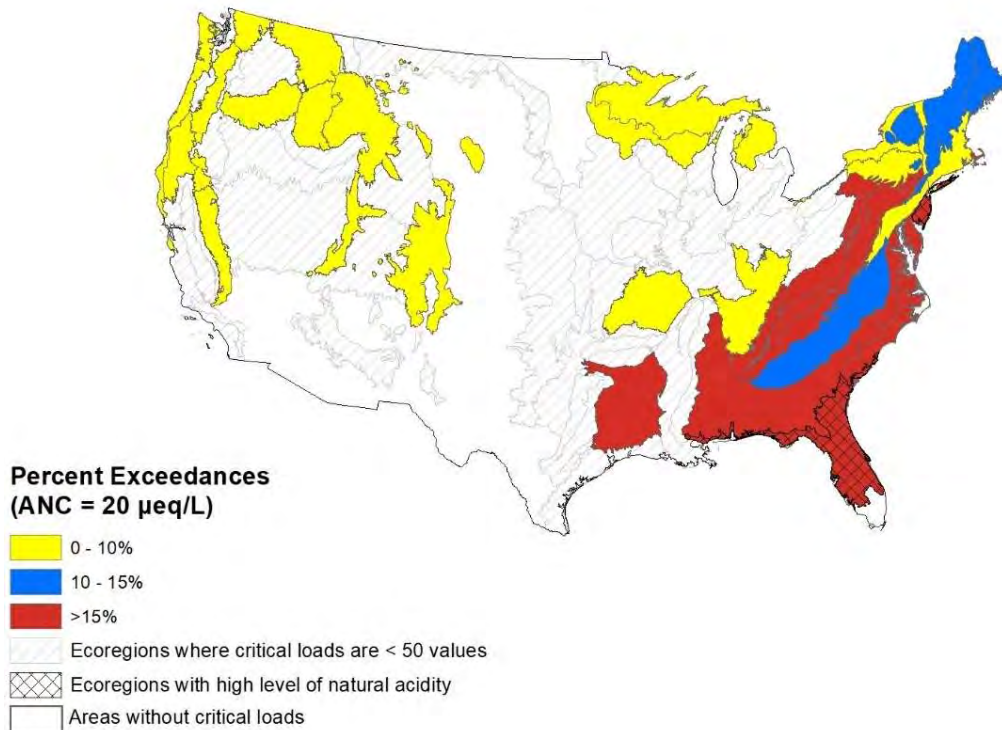 Percent Exceedances
(ANC = 20 µeq/L)
0 - 10%
10 - 15%
>15%
Ecoregions where critical loads are < 50 values
Ecoregions with high level of natural acidity
Areas without critical loads